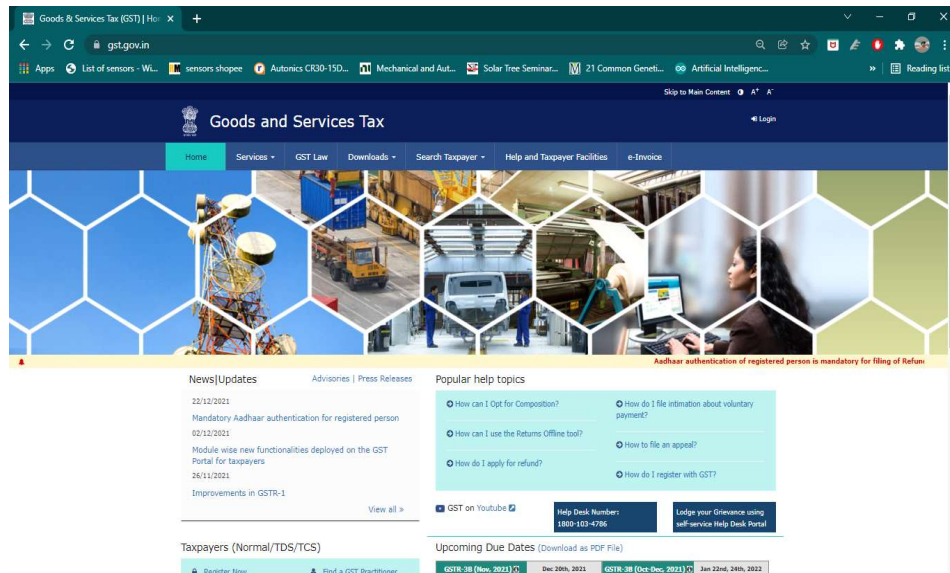 Goods & Services Tax (GST) | Hor
gst.gov.in
Apps List of sensors - Wi... sensors shopee Autonics CR30-15D... Mechanical and Aut... Solar Tree Seminar... 21 Common Geneti... Artificial Intelligenc... » Reading list
Skip to Main Content A+ A-
Goods and Services Tax
Login
Home Services GST Law Downloads Search Taxpayer Help and Taxpayer Facilities e-Invoice
Aadhaar authentication of registered person is mandatory for filing of Refun
News|Updates
Advisories | Press Releases
22/12/2021
Mandatory Aadhaar authentication for registered person
02/12/2021
Module wise new functionalities deployed on the GST
Portal for taxpayers
26/11/2021
Improvements in GSTR-1
View all »
Popular help topics
How can I Opt for Composition?
How can I use the Returns Offline tool?
How do I apply for refund?
How do I file intimation about voluntary
payment?
How to file an appeal?
How do I register with GST?
GST on Youtube
Help Desk Number:
1800-103-4786
Lodge your Grievance using
self-service Help Desk Portal
Taxpayers (Normal/TDS/TCS)
Register Now Find a GST Practitioner
Upcoming Due Dates (Download as PDF File)
GSTR-3B (Nov, 2021) Dec 20th, 2021 GSTR-3B (Oct-Dec, 2021) Jan 22nd, 24th, 2022